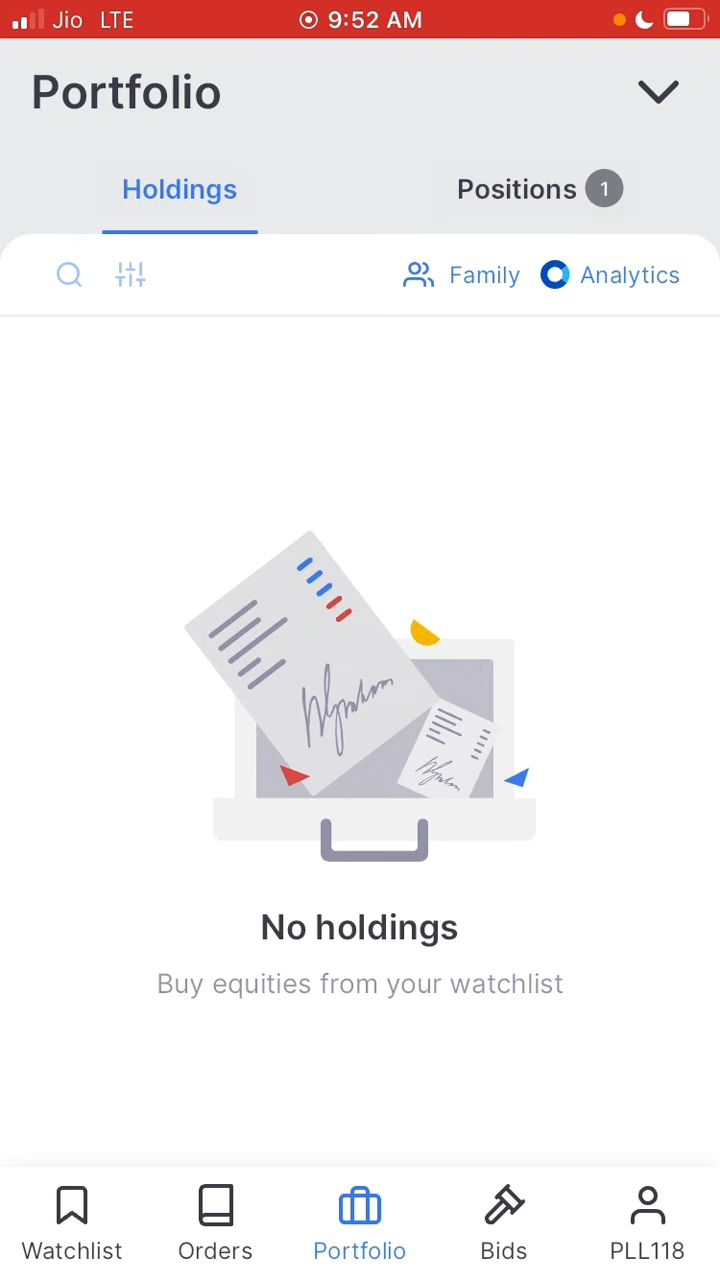 Jio LTE 9:52 AM
Portfolio
Holdings Positions 1
Family Analytics
No holdings
Buy equities from your watchlist
Watchlist Orders Portfolio Bids PLL118